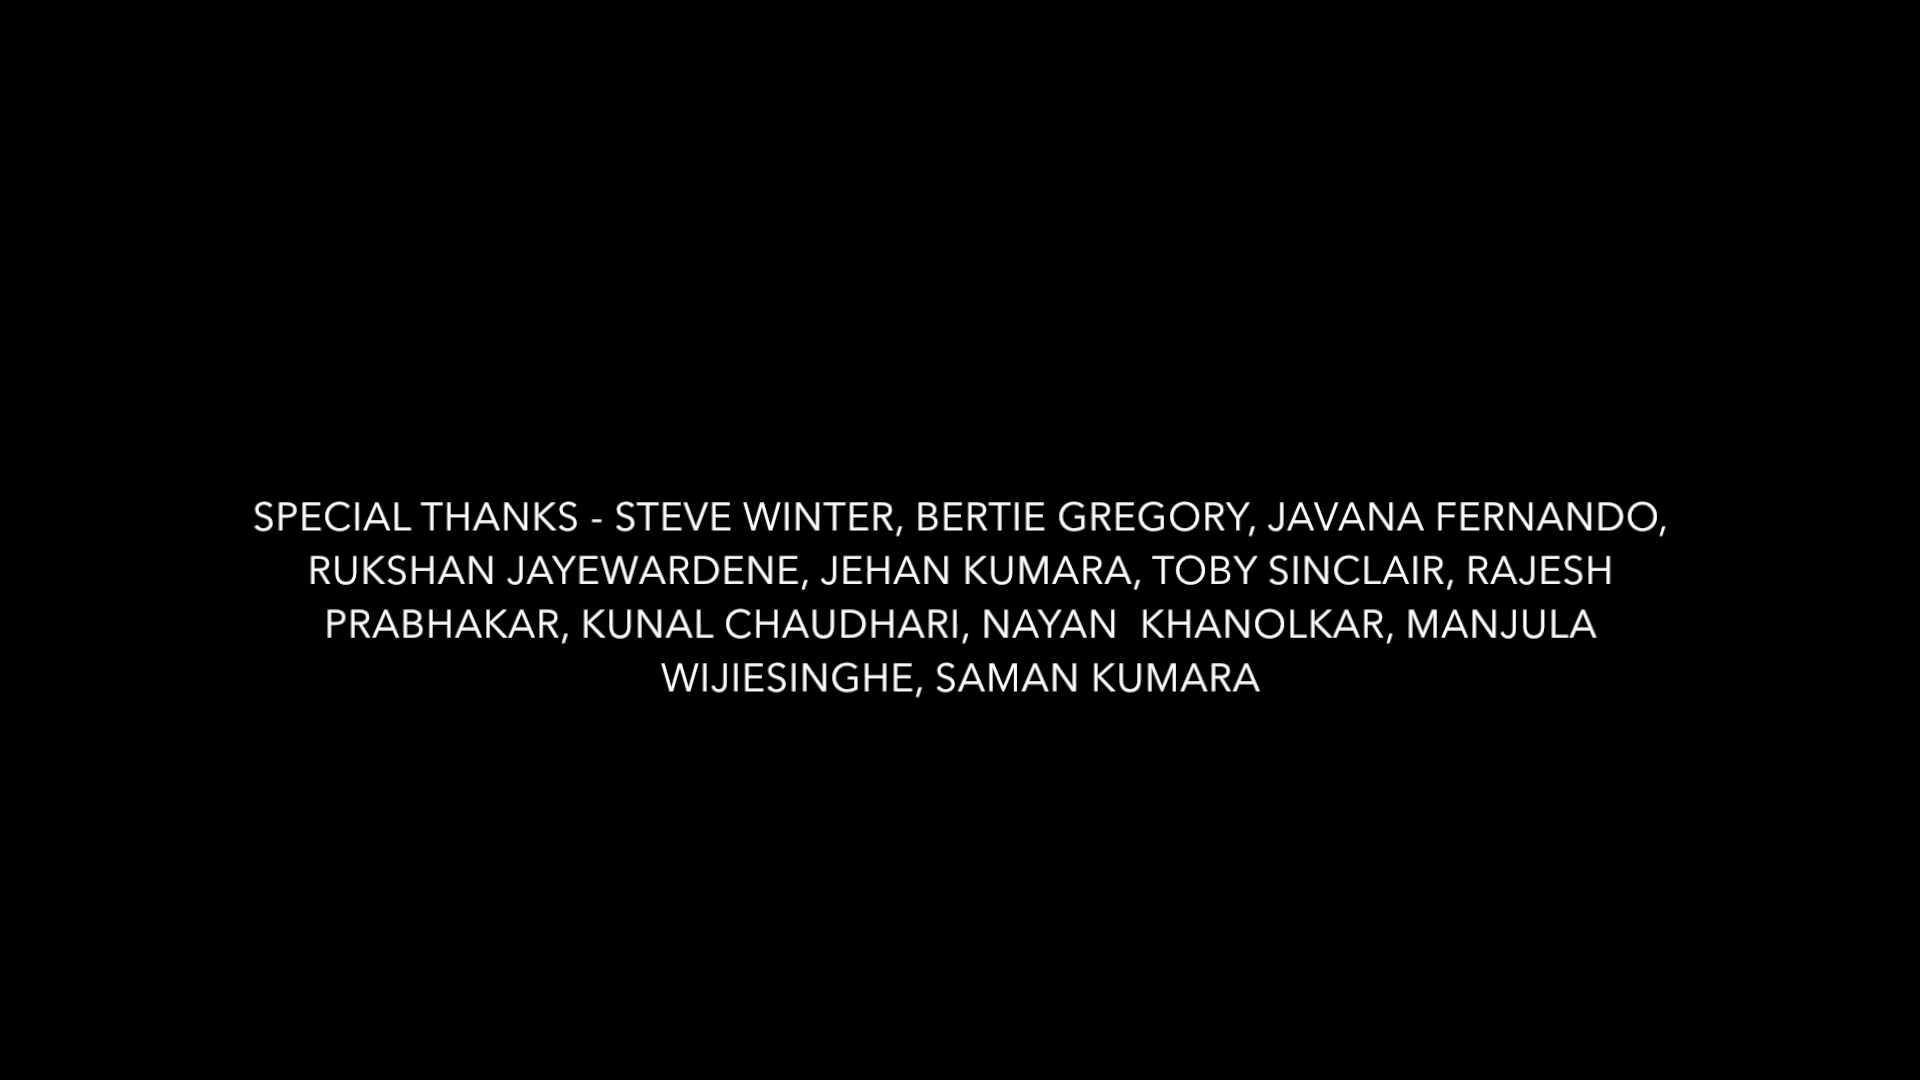 SPECIAL THANKS - STEVE WINTER, BERTIE GREGORY, JAVANA FERNANDO,
RUKSHAN JAYEWARDENE, JEHAN KUMARA, TOBY SINCLAIR, RAJESH
PRABHAKAR, KUNAL CHAUDHARI, NAYAN  KHANOLKAR, MANJULA
WIJIESINGHE, SAMAN KUMARA